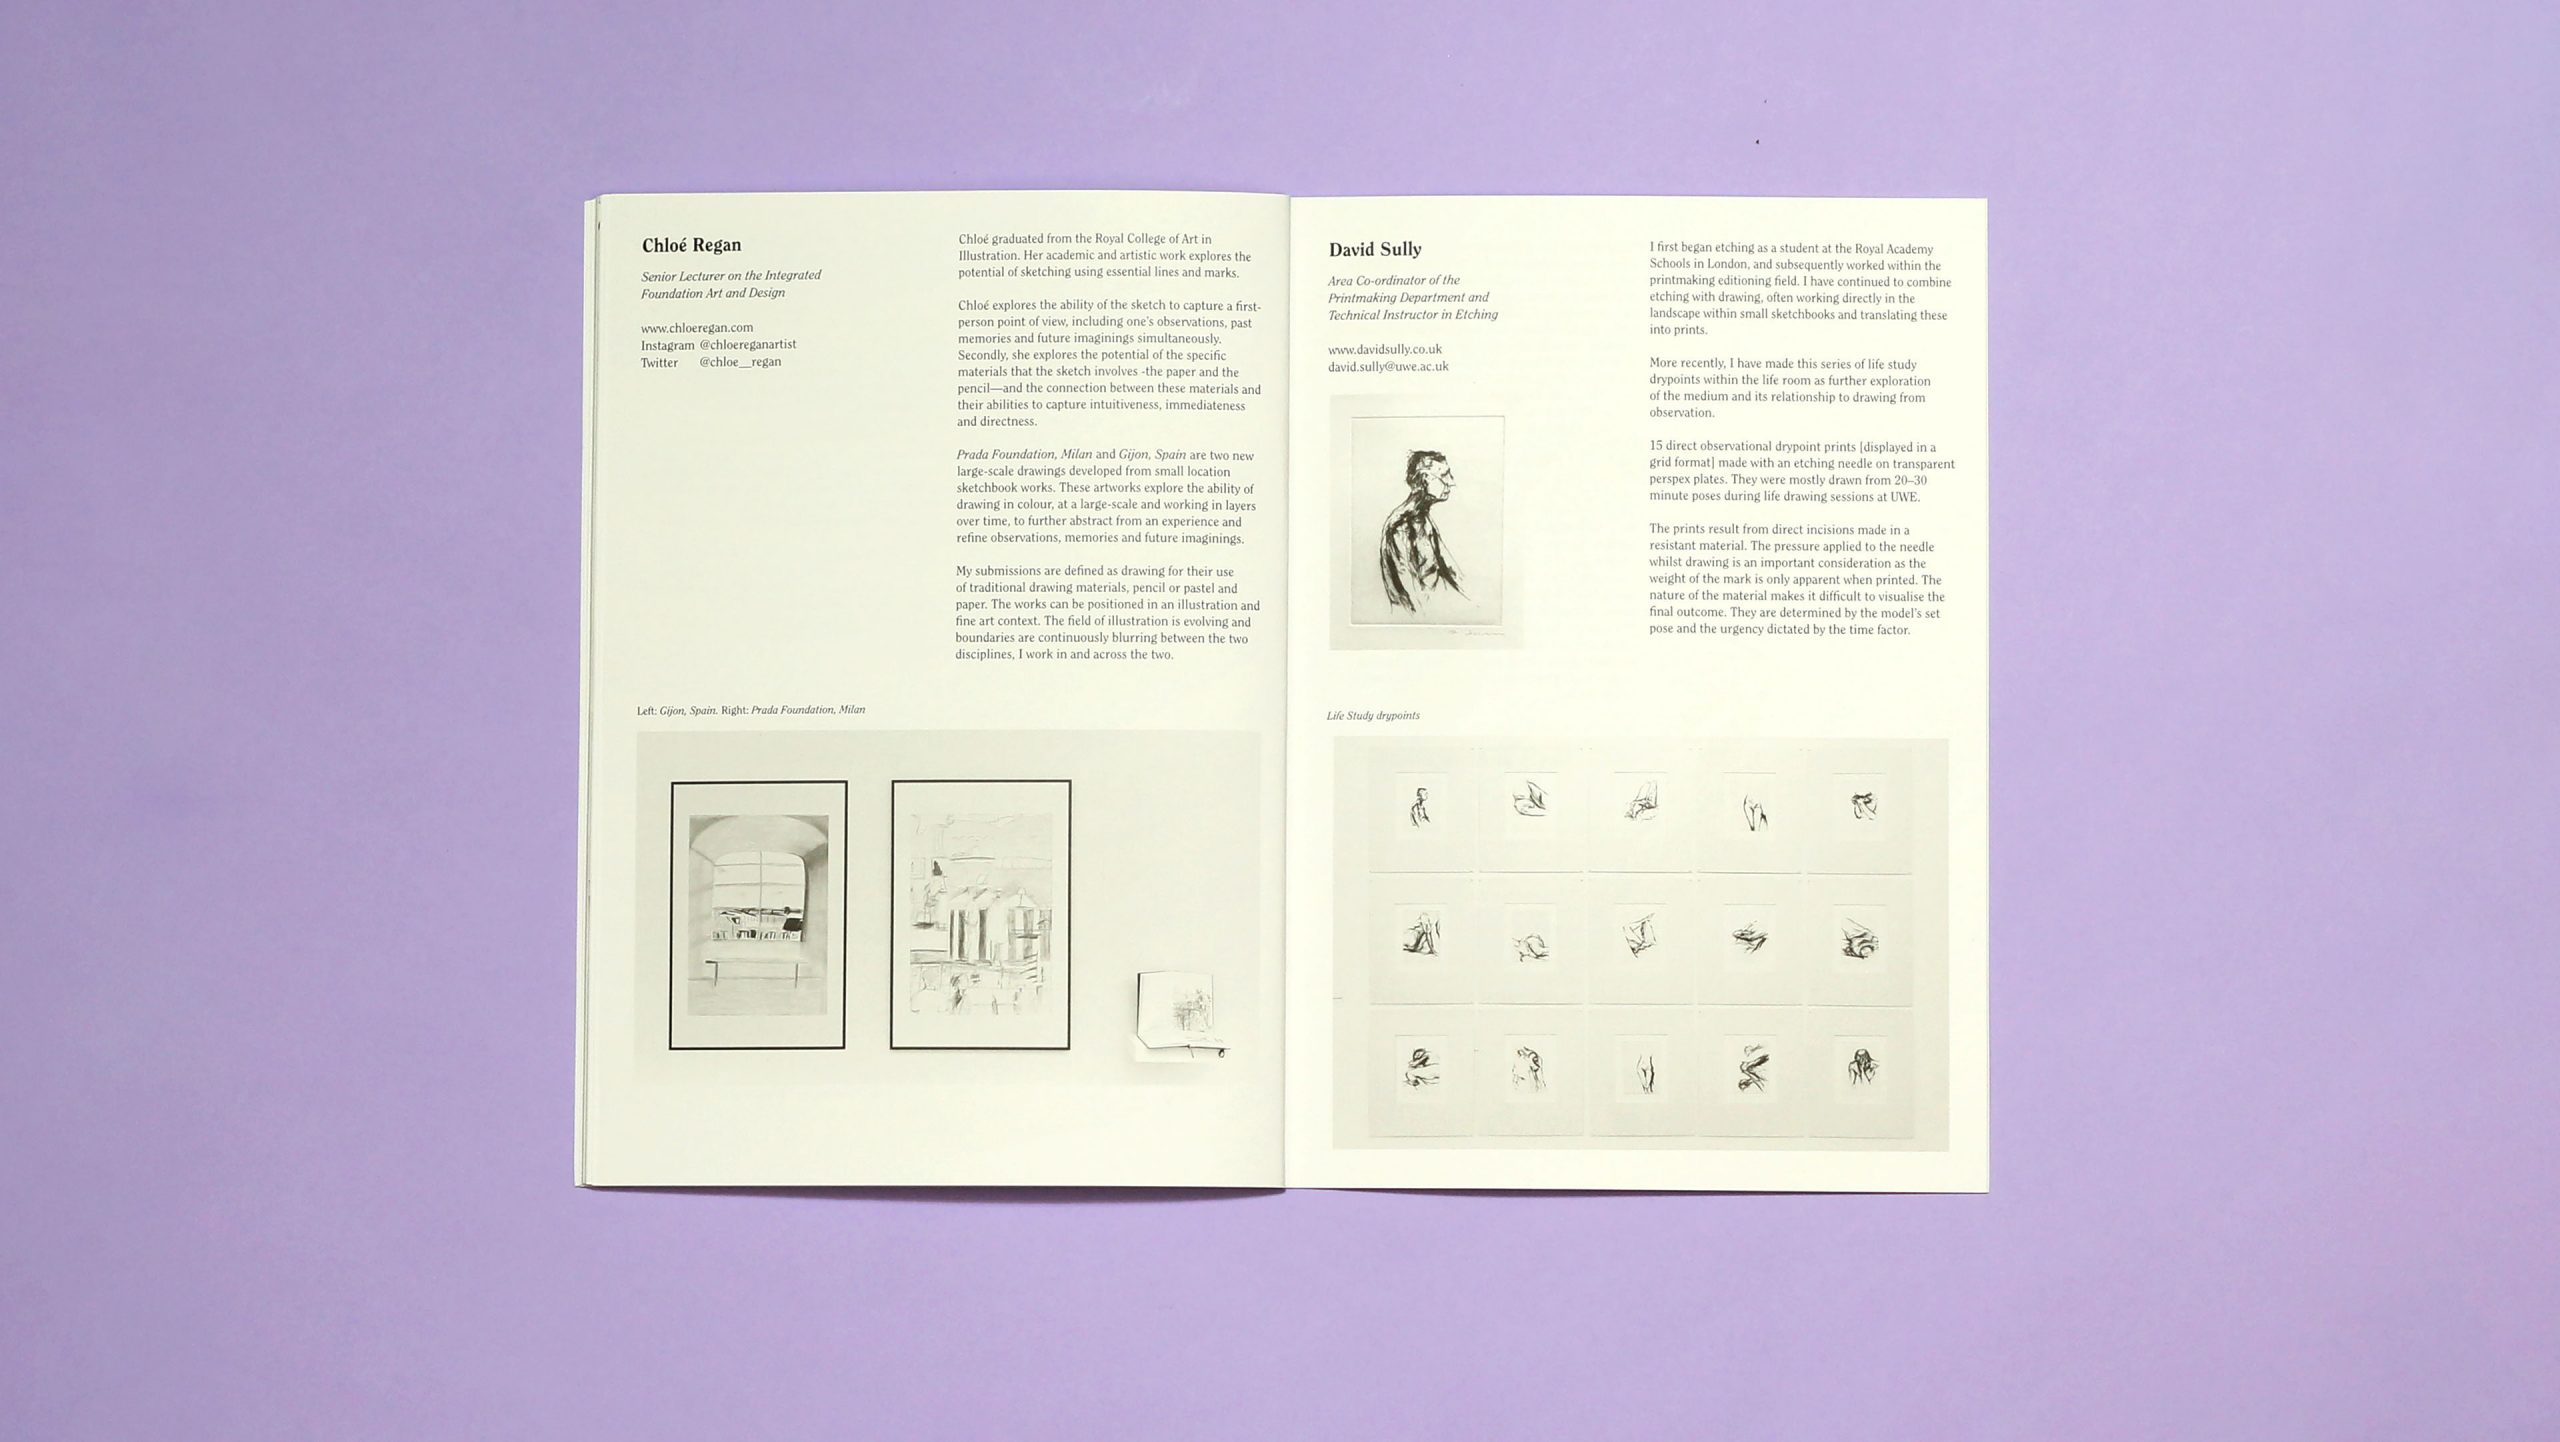 Chloé Regan
Senior Lecturer on the Integrated
Foundation Art and Design
www.chloeregan.com
Instagram @chloereganartist
Twitter @chloe__regan
Chloé graduated from the Royal College of Art in
Illustration. Her academic and artistic work explores the
potential of sketching using essential lines and marks.
Chloé explores the ability of the sketch to capture a first-
person point of view, including one's observations, past
memories and future imaginings simultaneously.
Secondly, she explores the potential of the specific
materials that the sketch involves -the paper and the
pencil—and the connection between these materials and
their abilities to capture intuitiveness, immediateness
and directness.
Prada Foundation, Milan and Gijon, Spain are two new
large-scale drawings developed from small location
sketchbook works. These artworks explore the ability of
drawing in colour, at a large-scale and working in layers
over time, to further abstract from an experience and
refine observations, memories and future imaginings.
My submissions are defined as drawing for their use
of traditional drawing materials, pencil or pastel and
paper. The works can be positioned in an illustration and
fine art context. The field of illustration is evolving and
boundaries are continuously blurring between the two
disciplines, I work in and across the two.
Left: Gijon, Spain. Right: Prada Foundation, Milan
David Sully
Area Co-ordinator of the
Printmaking Department and
Technical Instructor in Etching
www.davidsully.co.uk
david.sully@uwe.ac.uk
I first began etching as a student at the Royal Academy
Schools in London, and subsequently worked within the
printmaking editioning field. I have continued to combine
etching with drawing, often working directly in the
landscape within small sketchbooks and translating these
into prints.
More recently, I have made this series of life study
drypoints within the life room as further exploration
of the medium and its relationship to drawing from
observation.
15 direct observational drypoint prints [displayed in a
grid format] made with an etching needle on transparent
perspex plates. They were mostly drawn from 20–30
minute poses during life drawing sessions at UWE.
The prints result from direct incisions made in a
resistant material. The pressure applied to the needle
whilst drawing is an important consideration as the
weight of the mark is only apparent when printed. The
nature of the material makes it difficult to visualise the
final outcome. They are determined by the model's set
pose and the urgency dictated by the time factor.
Life Study drypoints